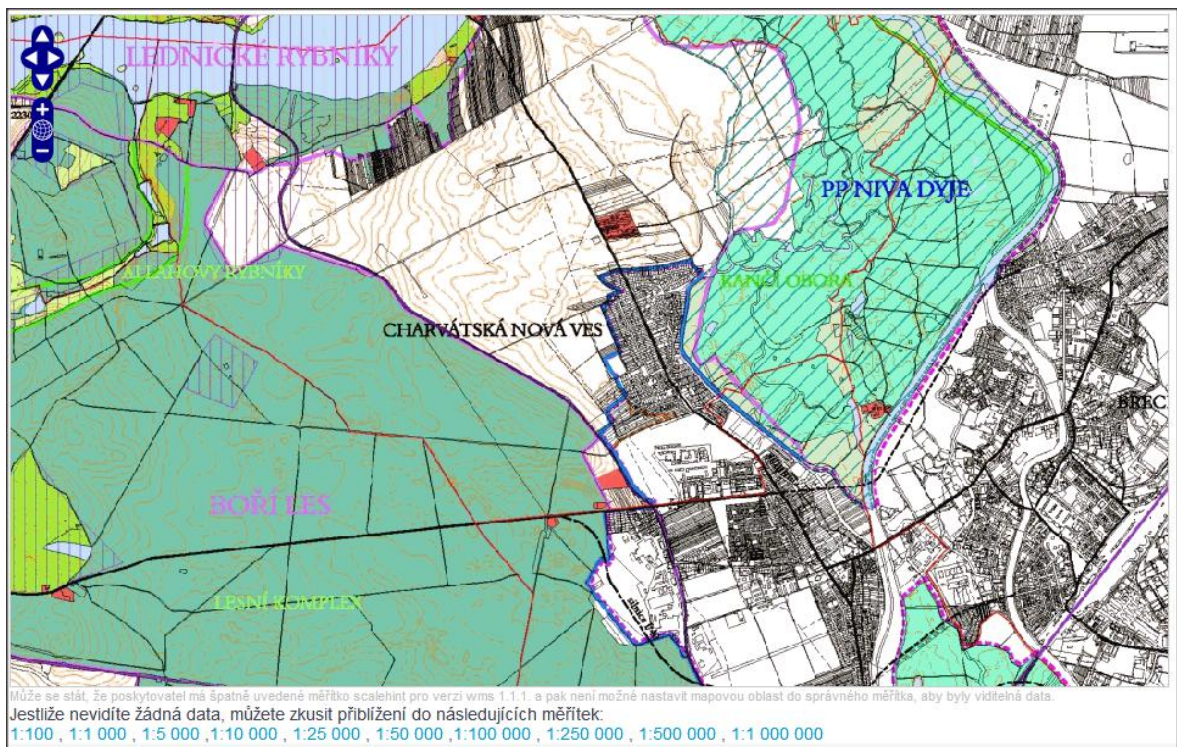 LEDNICKÉ RYBNÍKY
PP NIVA DYJE
ALLAHOVY RYBNÍKY
KANČÍ OBORA
CHARVÁTSKÁ NOVÁ VES
BŘEC
BOŘÍ LES
LESNÍ KOMPLEX
Může se stát, že poskytovatel má špatně uvedené měřítko scalehint pro verzi wms 1.1.1. a pak není možné nastavit mapovou oblast do správného měřítka, aby byly viditelná data.
Jestliže nevidíte žádná data, můžete zkusit přiblížení do následujících měřítek:
1:100 , 1:1 000 , 1:5 000 ,1:10 000 , 1:25 000 , 1:50 000 ,1:100 000 , 1:250 000 , 1:500 000 , 1:1 000 000